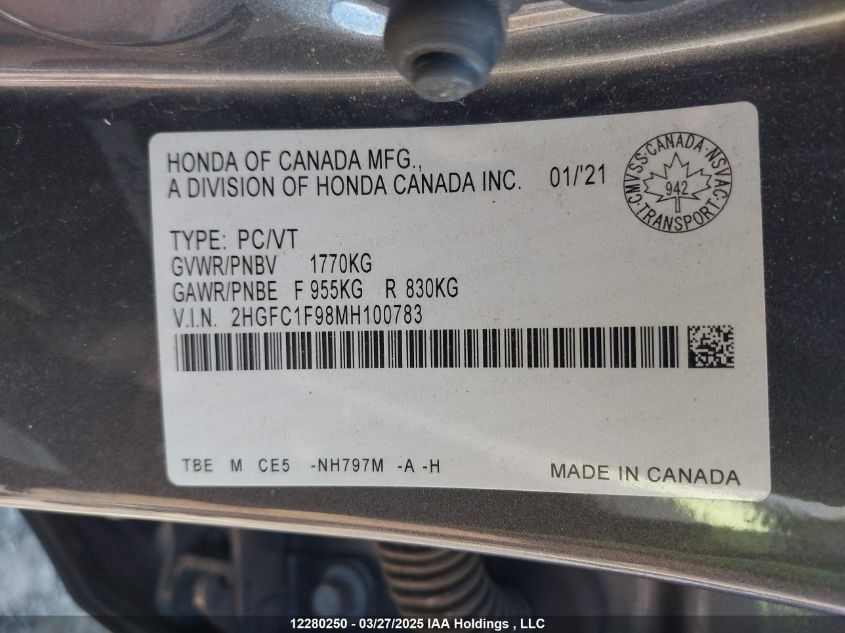 HONDA OF CANADA MFG.,
A DIVISION OF HONDA CANADA INC. 01/'21
CMVSS·CANADA·NSVAC·
942
TRANSPORT
TYPE: PC/VT
GVWR/PNBV 1770KG
GAWR/PNBE F 955KG R 830KG
V.I.N. 2HGFC1F98MH100783
TBE M CE5 -NH797M -A -H
MADE IN CANADA
12280250 - 03/27/2025 IAA Holdings , LLC